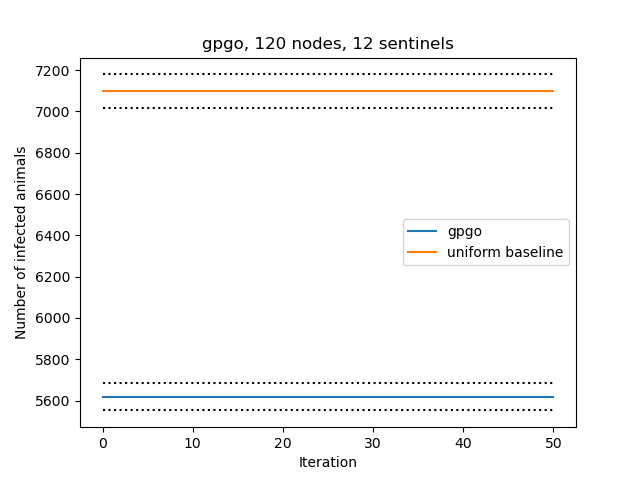 gpgo, 120 nodes, 12 sentinels
7200
7000
6800
6600
6400
6200
6000
5800
5600
Number of infected animals
gpgo
uniform baseline
0 10 20 30 40 50
Iteration